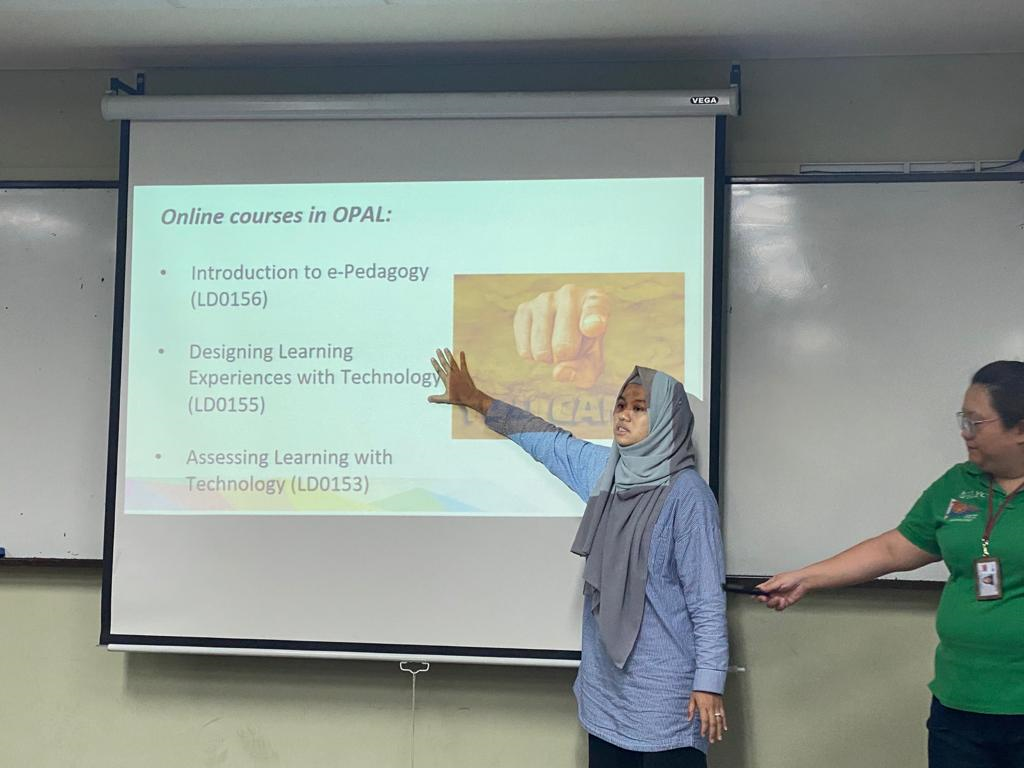 VEGA
Online courses in OPAL:
• Introduction to e-Pedagogy
(LD0156)
• Designing Learning
Experiences with Technology
(LD0155)
• Assessing Learning with
Technology (LD0153)